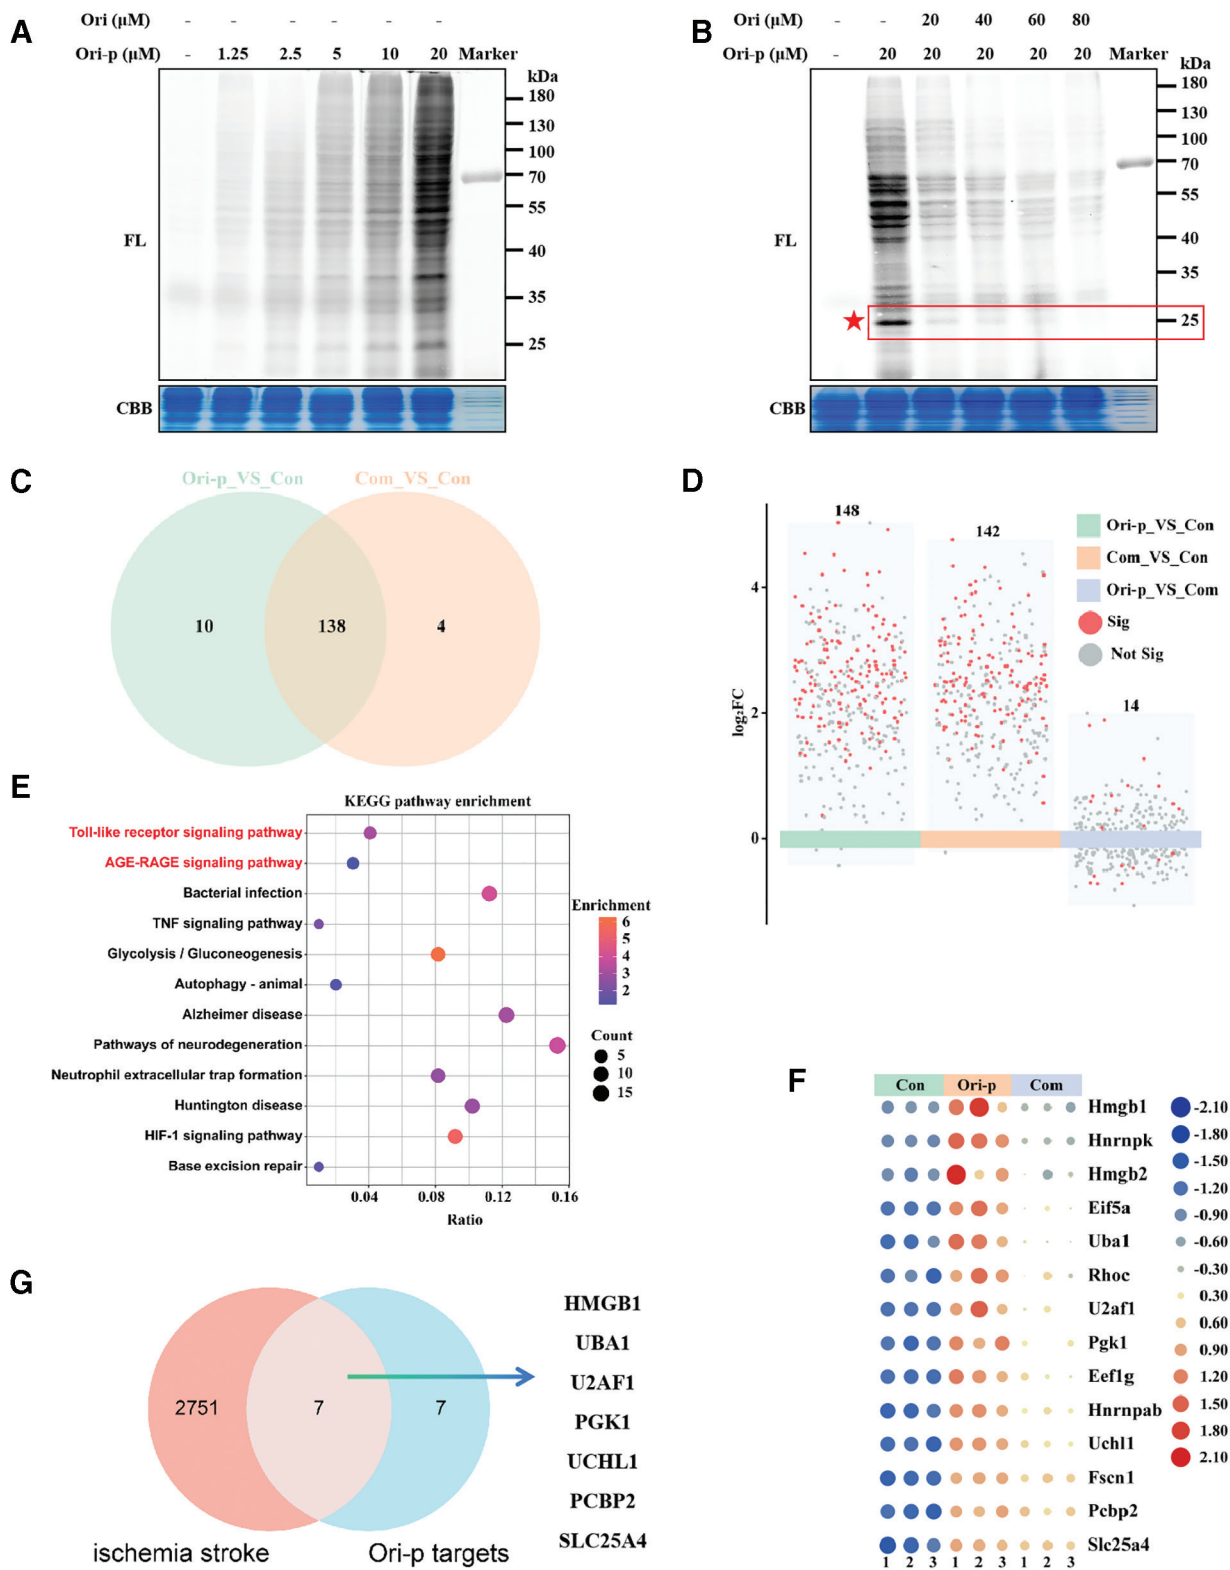 A
Ori (μM) - - - - - -
Ori-p (μM) - 1.25 2.5 5 10 20 Marker
kDa
180
130
100
70
55
40
35
25
FL
CBB
B
Ori (μM) - - 20 40 60 80
Ori-p (μM) - 20 20 20 20 20 Marker
kDa
180
130
100
70
55
40
35
25
FL
CBB
C
Ori-p_VS_Con Com_VS_Con
10 138 4
D
148
142
14
Ori-p_VS_Con
Com_VS_Con
Ori-p_VS_Com
Sig
Not Sig
log₂FC
4
2
0
E
KEGG pathway enrichment
Toll-like receptor signaling pathway
AGE-RAGE signaling pathway
Bacterial infection
TNF signaling pathway
Glycolysis / Gluconeogenesis
Autophagy - animal
Alzheimer disease
Pathways of neurodegeneration
Neutrophil extracellular trap formation
Huntington disease
HIF-1 signaling pathway
Base excision repair
0.04 0.08 0.12 0.16
Ratio
Enrichment
6
5
4
3
2
Count
5
10
15
F
Con Ori-p Com
Hmgb1
Hnrnpk
Hmgb2
Eif5a
Uba1
Rhoc
U2af1
Pgk1
Eef1g
Hnrnpab
Uchl1
Fscn1
Pcbp2
Slc25a4
1 2 3 1 2 3 1 2 3
-2.10
-1.80
-1.50
-1.20
-0.90
-0.60
-0.30
0.30
0.60
0.90
1.20
1.50
1.80
2.10
G
2751 7 7
ischemia stroke Ori-p targets
HMGB1
UBA1
U2AF1
PGK1
UCHL1
PCBP2
SLC25A4